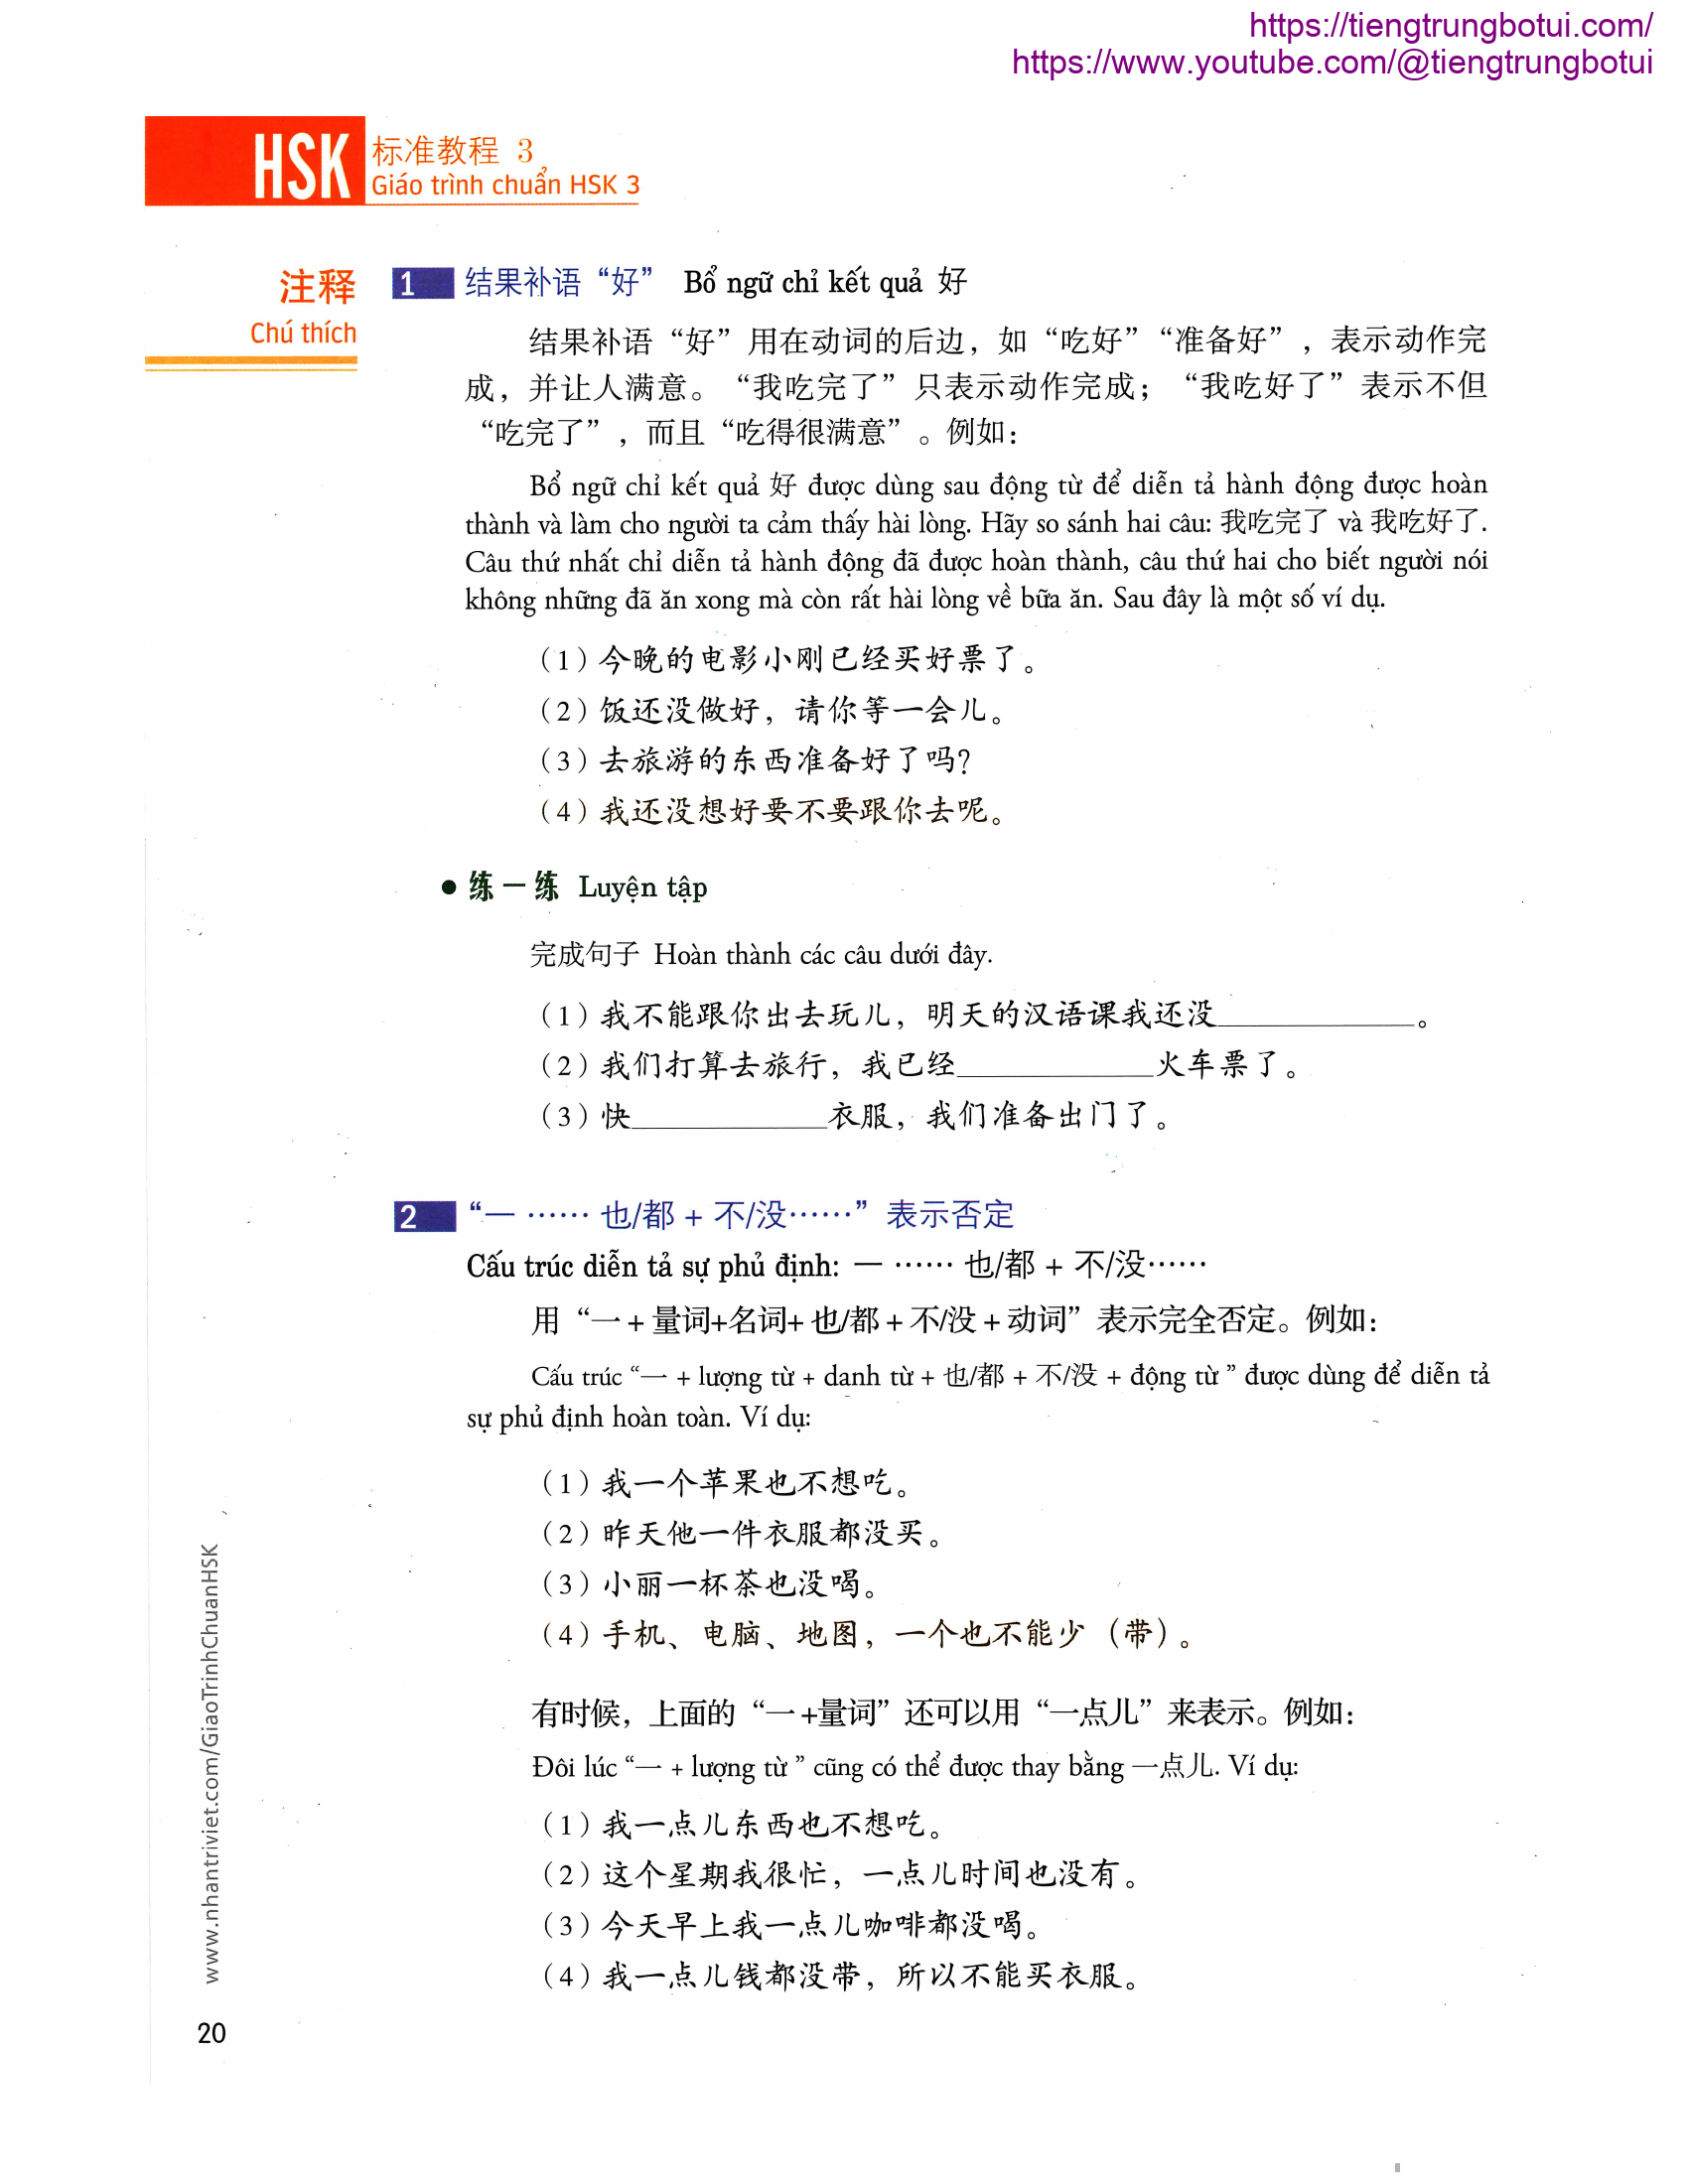 https://tiengtrungbotui.com/
https://www.youtube.com/@tiengtrungbotui
HSK 标准教程 3
Giáo trình chuẩn HSK 3
注释
Chú thích
1 结果补语“好” Bổ ngữ chỉ kết quả 好
结果补语“好”用在动词的后边，如“吃好”“准备好”，表示动作完
成，并让人满意。“我吃完了”只表示动作完成；“我吃好了”表示不但
“吃完了”，而且“吃得很满意”。例如：
Bổ ngữ chỉ kết quả 好 được dùng sau động từ để diễn tả hành động được hoàn
thành và làm cho người ta cảm thấy hài lòng. Hãy so sánh hai câu: 我吃完了 và 我吃好了.
Câu thứ nhất chỉ diễn tả hành động đã được hoàn thành, câu thứ hai cho biết người nói
không những đã ăn xong mà còn rất hài lòng về bữa ăn. Sau đây là một số ví dụ.
（1）今晚的电影小刚已经买好票了。
（2）饭还没做好，请你等一会儿。
（3）去旅游的东西准备好了吗？
（4）我还没想好要不要跟你去呢。
● 练一练 Luyện tập
完成句子 Hoàn thành các câu dưới đây.
（1）我不能跟你出去玩儿，明天的汉语课我还没____________。
（2）我们打算去旅行，我已经____________火车票了。
（3）快____________衣服，我们准备出门了。
2 “一 …… 也/都 + 不/没……”表示否定
Cấu trúc diễn tả sự phủ định: 一 …… 也/都 + 不/没……
用“一 + 量词+名词+ 也/都 + 不/没 + 动词”表示完全否定。例如：
Cấu trúc “一 + lượng từ + danh từ + 也/都 + 不/没 + động từ ” được dùng để diễn tả
sự phủ định hoàn toàn. Ví dụ:
（1）我一个苹果也不想吃。
（2）昨天他一件衣服都没买。
（3）小丽一杯茶也没喝。
（4）手机、电脑、地图，一个也不能少（带）。
有时候，上面的“一 +量词”还可以用“一点儿”来表示。例如：
Đôi lúc “一 + lượng từ ” cũng có thể được thay bằng 一点儿. Ví dụ:
（1）我一点儿东西也不想吃。
（2）这个星期我很忙，一点儿时间也没有。
（3）今天早上我一点儿咖啡都没喝。
（4）我一点儿钱都没带，所以不能买衣服。
www.nhantriviet.com/GiaoTrinhChuanHSK
20